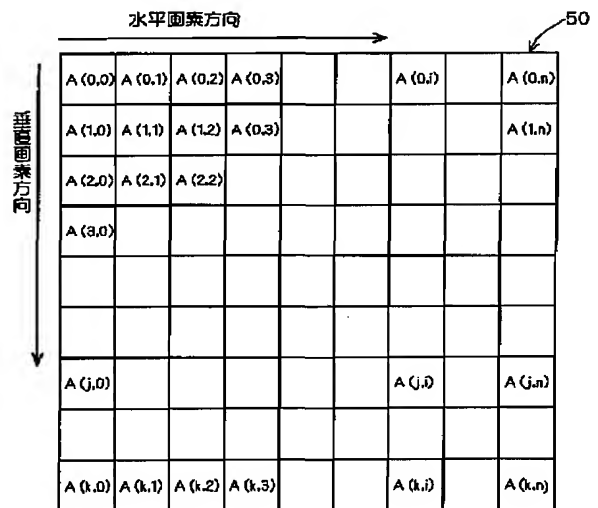 水平画素方向
50
垂直画素方向
A (0,0) A (0,1) A (0,2) A (0,3) A (0,i) A (0,n)
A (1,0) A (1,1) A (1,2) A (0,3) A (1,n)
A (2,0) A (2,1) A (2,2)
A (3,0)
A (j,0) A (j,i) A (j,n)
A (k,0) A (k,1) A (k,2) A (k,3) A (k,i) A (k,n)